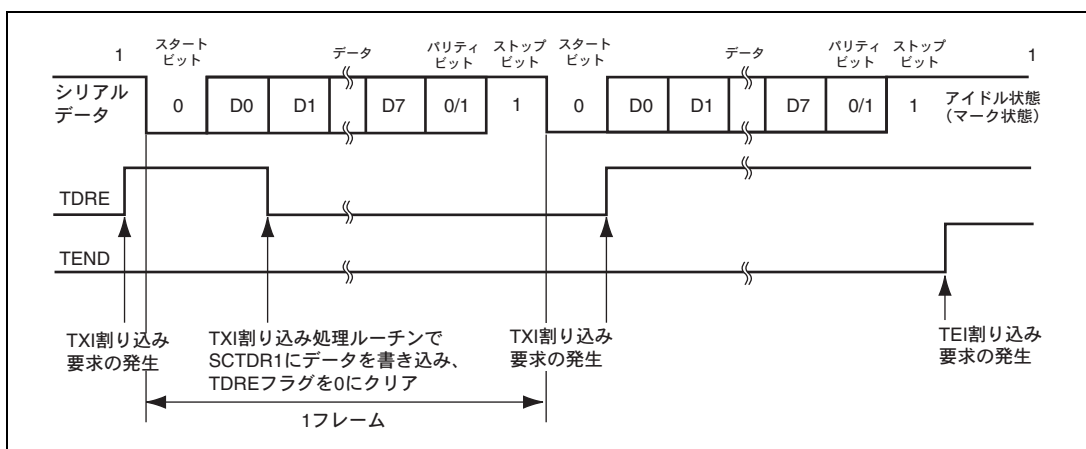 1 スタート ビット データ パリティ ビット ストップ ビット スタート ビット データ パリティ ビット ストップ ビット 1
シリアル データ 0 D0 D1 D7 0/1 1 0 D0 D1 D7 0/1 1 アイドル状態 (マーク状態)
TDRE
TEND
TXI割り込み
要求の発生
TXI割り込み処理ルーチンで
SCTDR1にデータを書き込み、
TDREフラグを0にクリア
TXI割り込み
要求の発生
TEI割り込み
要求の発生
1フレーム